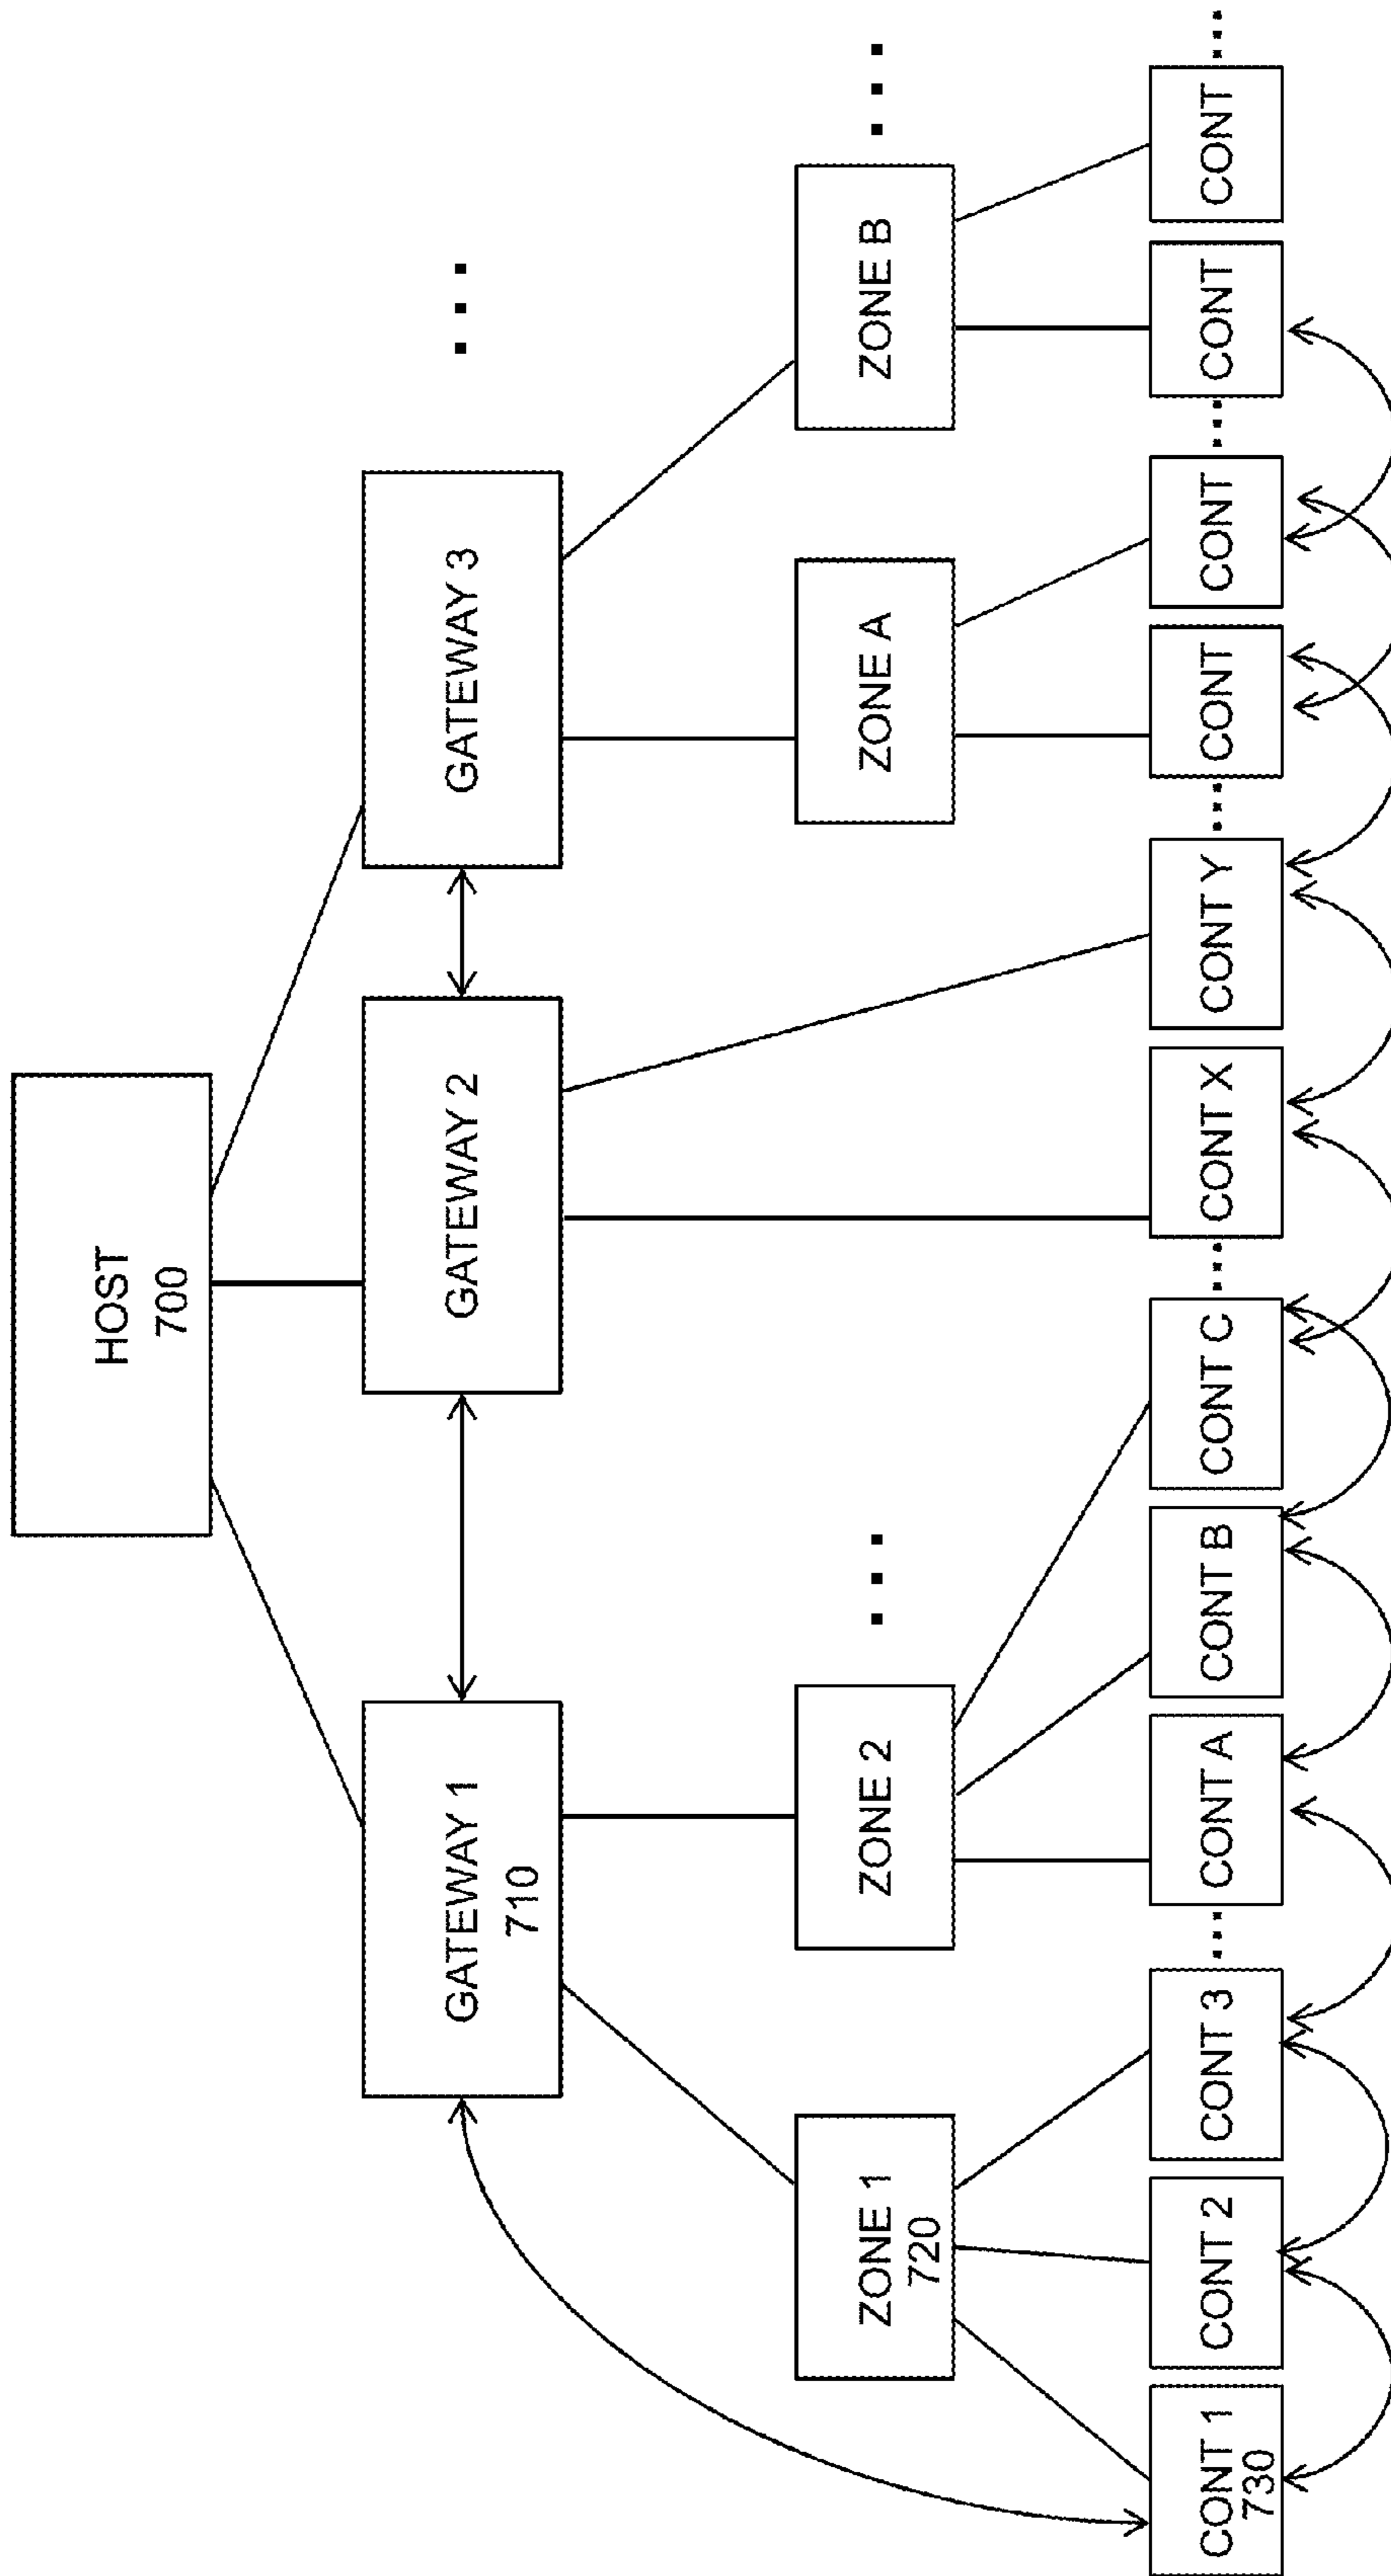 HOST
700
GATEWAY 1
710
GATEWAY 2
GATEWAY 3
ZONE 1
720
ZONE 2
ZONE A
ZONE B
CONT 1
730
CONT 2
CONT 3
CONT A
CONT B
CONT C
CONT X
CONT Y
CONT
CONT
CONT
CONT